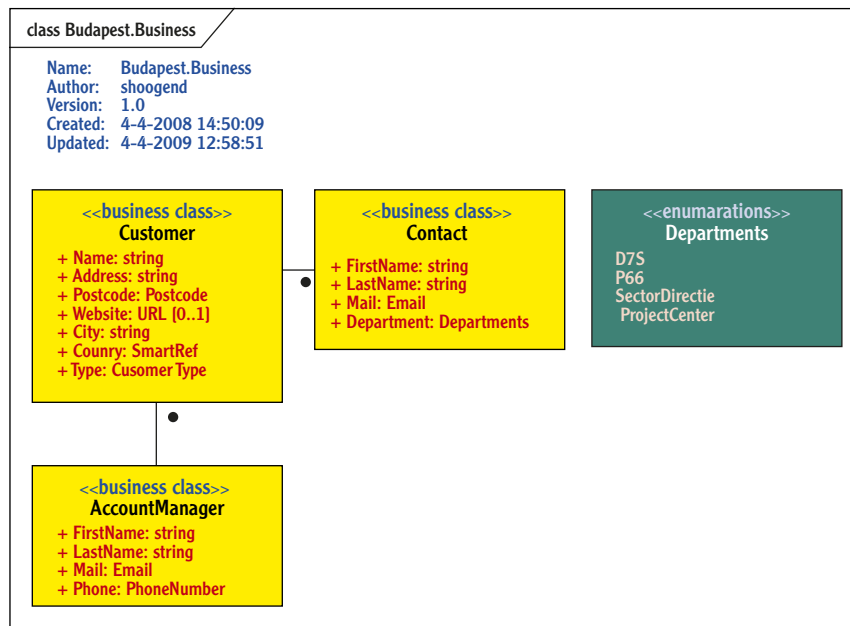 class Budapest.Business
Name: Budapest.Business
Author: shoogend
Version: 1.0
Created: 4-4-2008 14:50:09
Updated: 4-4-2009 12:58:51
<<business class>>
Customer
+ Name: string
+ Address: string
+ Postcode: Postcode
+ Website: URL [0..1]
+ City: string
+ Counry: SmartRef
+ Type: Cusomer Type
<<business class>>
Contact
+ FirstName: string
+ LastName: string
+ Mail: Email
+ Department: Departments
<<enumarations>>
Departments
D7S
P66
SectorDirectie
ProjectCenter
<<business class>>
AccountManager
+ FirstName: string
+ LastName: string
+ Mail: Email
+ Phone: PhoneNumber